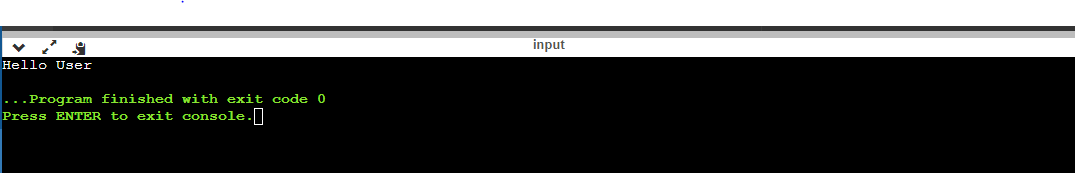 input
Hello User
...Program finished with exit code 0
Press ENTER to exit console.